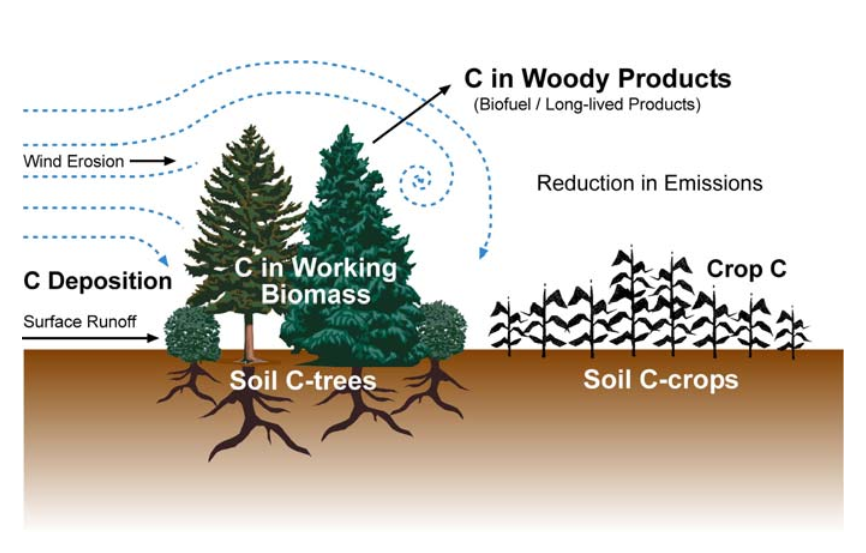 C in Woody Products
(Biofuel / Long-lived Products)
Wind Erosion
Reduction in Emissions
C in Working
Biomass
Crop C
C Deposition
Surface Runoff
Soil C-trees
Soil C-crops